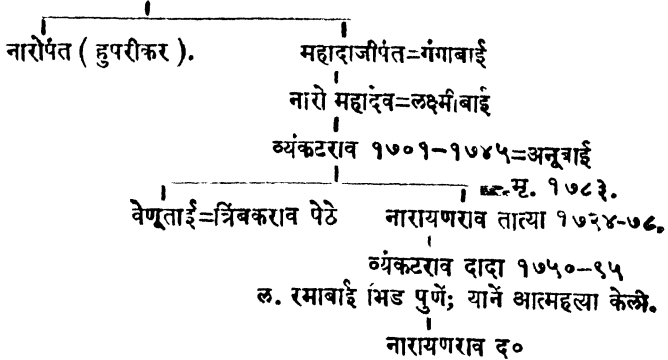 नारोपंत ( हुपरीकर ). महादाजीपंत=गंगाबाई
नारो महादेव=लक्ष्मीबाई
व्यंकटराव १७०१-१७४५=अनूबाई
मृ. १७८३.
वेणूताई=त्रिंबकराव पेठे नारायणराव तात्या १७२४-७८.
व्यंकटराव दादा १७५०-९५
ल. रमाबाई भिड पुणें; यानें आत्महत्या केली.
नारायणराव द०